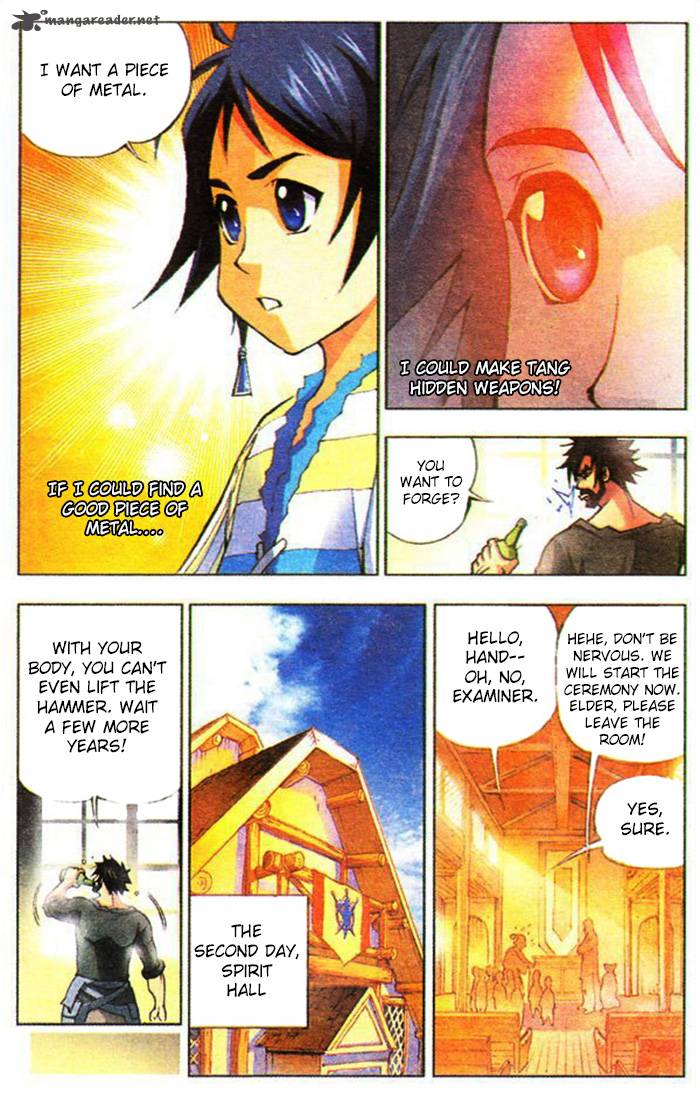 mangareader.net
I WANT A PIECE
OF METAL.
IF I COULD FIND A
GOOD PIECE OF
METAL....
I COULD MAKE TANG
HIDDEN WEAPONS!
YOU
WANT TO
FORGE?
WITH YOUR
BODY, YOU CAN'T
EVEN LIFT THE
HAMMER. WAIT
A FEW MORE
YEARS!
THE
SECOND DAY,
SPIRIT
HALL
HELLO,
HAND--
OH, NO,
EXAMINER.
HEHE, DON'T BE
NERVOUS. WE
WILL START THE
CEREMONY NOW.
ELDER, PLEASE
LEAVE THE
ROOM!
YES,
SURE.